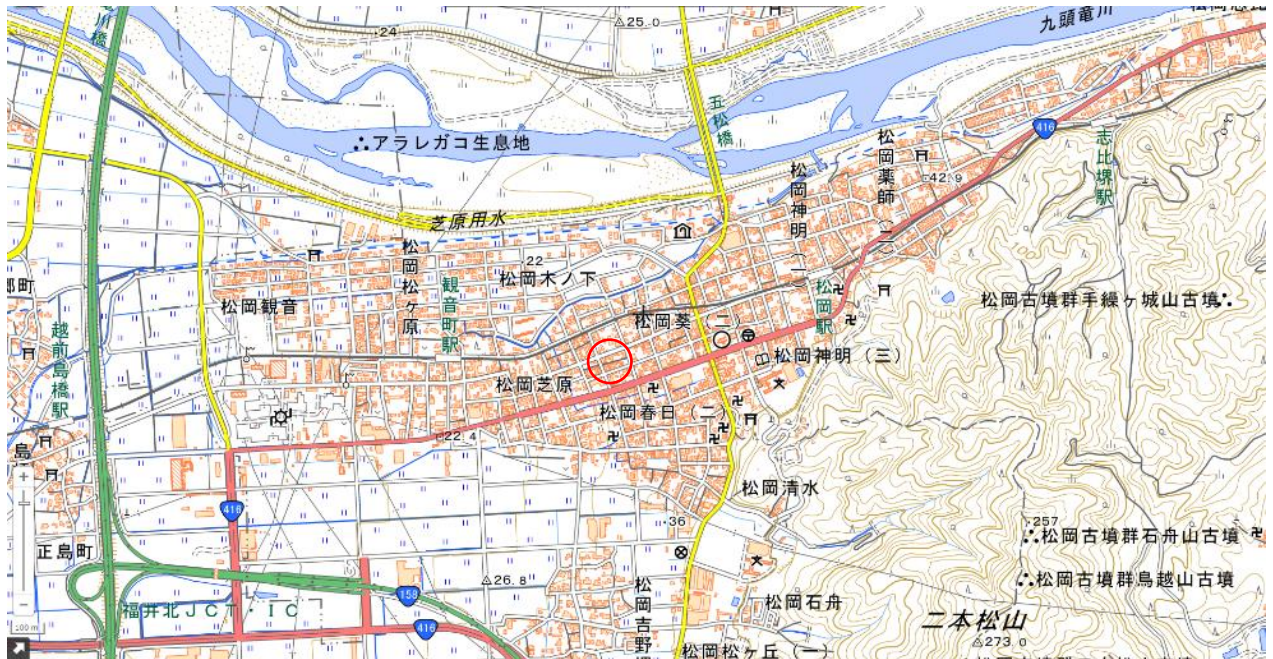 25.0
24
九頭竜川
五松橋
アラレガコ生息地
416
松岡薬師（二）
志比堺駅
42.9
松岡神明（一）
芝原用水
松岡松ヶ原
観音町駅
22
松岡木ノ下
松岡観音
松岡駅
松岡古墳群手繰ヶ城山古墳
松岡葵（二）
越前島橋駅
松岡神明（三）
松岡芝原
松岡春日（二）
22.4
島
松岡清水
416
36
257
松岡古墳群石舟山古墳
正島町
松岡古墳群鳥越山古墳
26.8
158
福井北JCT・IC
416
松岡石舟
二本松山
273.0
松岡吉野
松岡松ヶ丘（一）
100 m